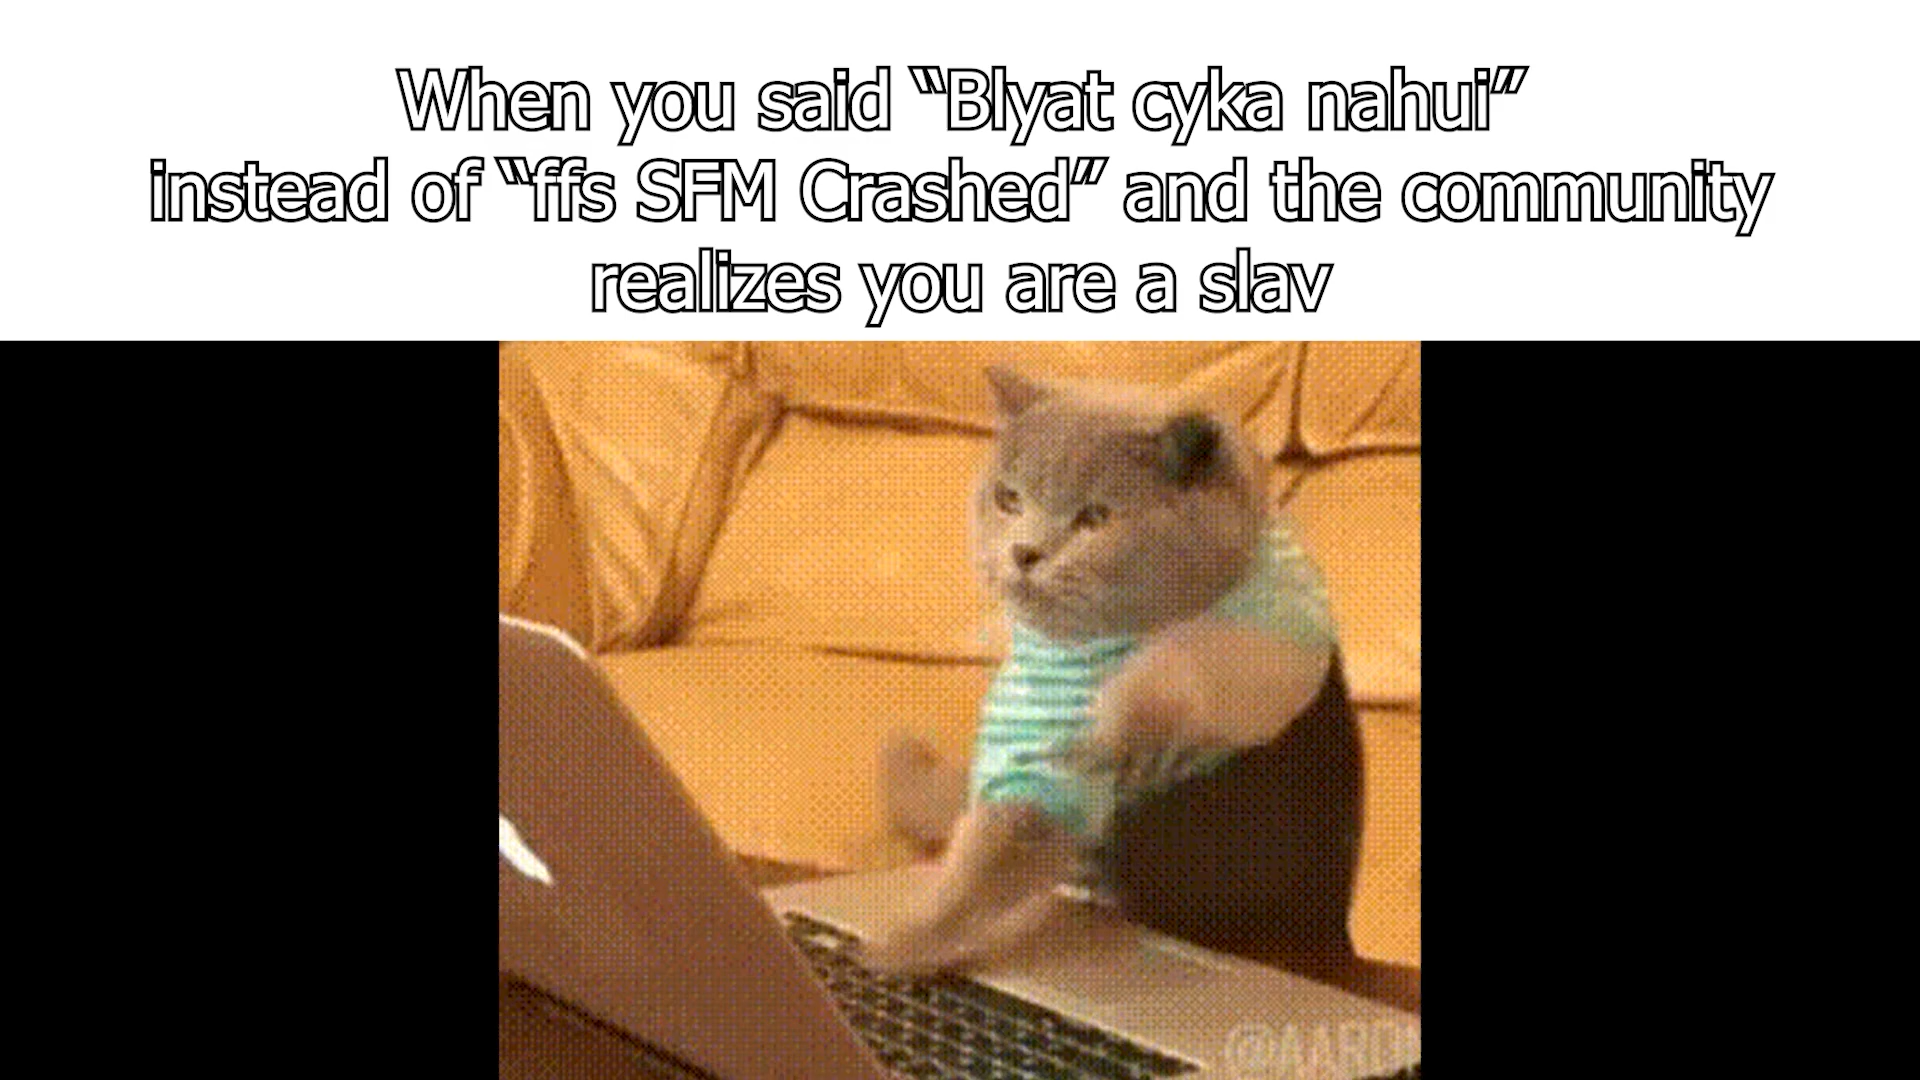 When you said “Blyat cyka nahui”
instead of “ffs SFM Crashed” and the community
realizes you are a slav